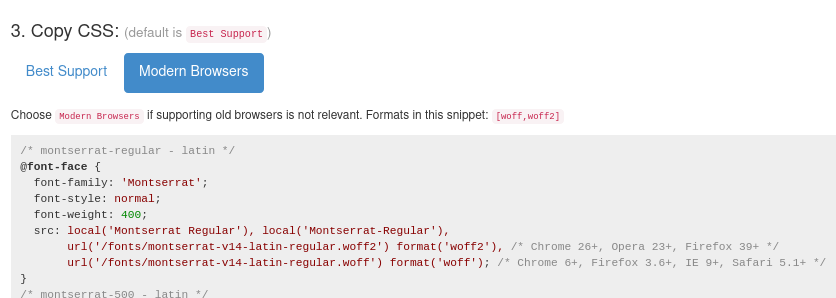 3. Copy CSS: (default is Best Support)
Best Support Modern Browsers
Choose Modern Browsers if supporting old browsers is not relevant. Formats in this snippet: [woff,woff2]
/* montserrat-regular - latin */
@font-face {
  font-family: 'Montserrat';
  font-style: normal;
  font-weight: 400;
  src: local('Montserrat Regular'), local('Montserrat-Regular'),
       url('/fonts/montserrat-v14-latin-regular.woff2') format('woff2'), /* Chrome 26+, Opera 23+, Firefox 39+ */
       url('/fonts/montserrat-v14-latin-regular.woff') format('woff'); /* Chrome 6+, Firefox 3.6+, IE 9+, Safari 5.1+ */
}
/* montserrat-500 - latin */